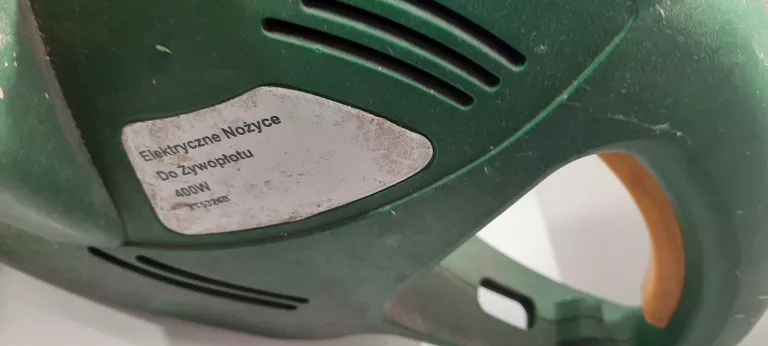 Elektryczne Nożyce
Do Żywopłotu
400W